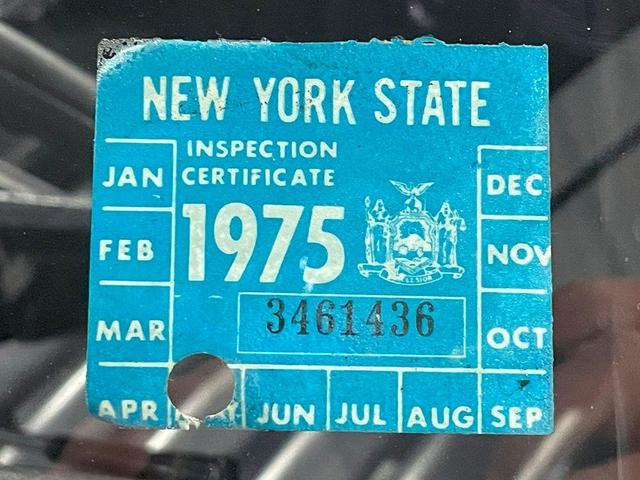 NEW YORK STATE
INSPECTION
CERTIFICATE
1975
3461436
JAN
FEB
MAR
APR
JUN
JUL
AUG
SEP
OCT
NOV
DEC